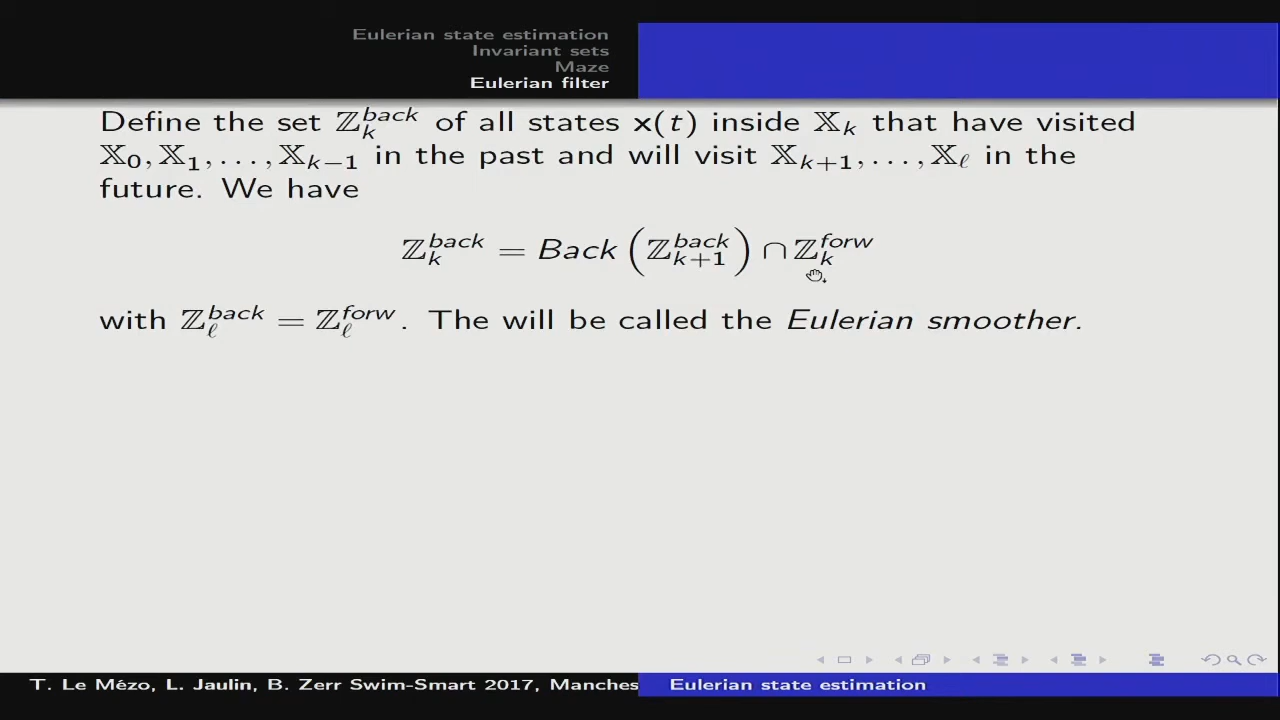 Eulerian state estimation
Invariant sets
Maze
Eulerian filter
Define the set ℤ_k^{back} of all states x(t) inside 𝕏_k that have visited
𝕏_0, 𝕏_1, …, 𝕏_{k−1} in the past and will visit 𝕏_{k+1}, …, 𝕏_ℓ in the
future. We have
ℤ_k^{back} = Back (ℤ_{k+1}^{back}) ∩ ℤ_k^{forw}
with ℤ_ℓ^{back} = ℤ_ℓ^{forw}. The will be called the Eulerian smoother.
T. Le Mézo, L. Jaulin, B. Zerr Swim-Smart 2017, Manches
Eulerian state estimation